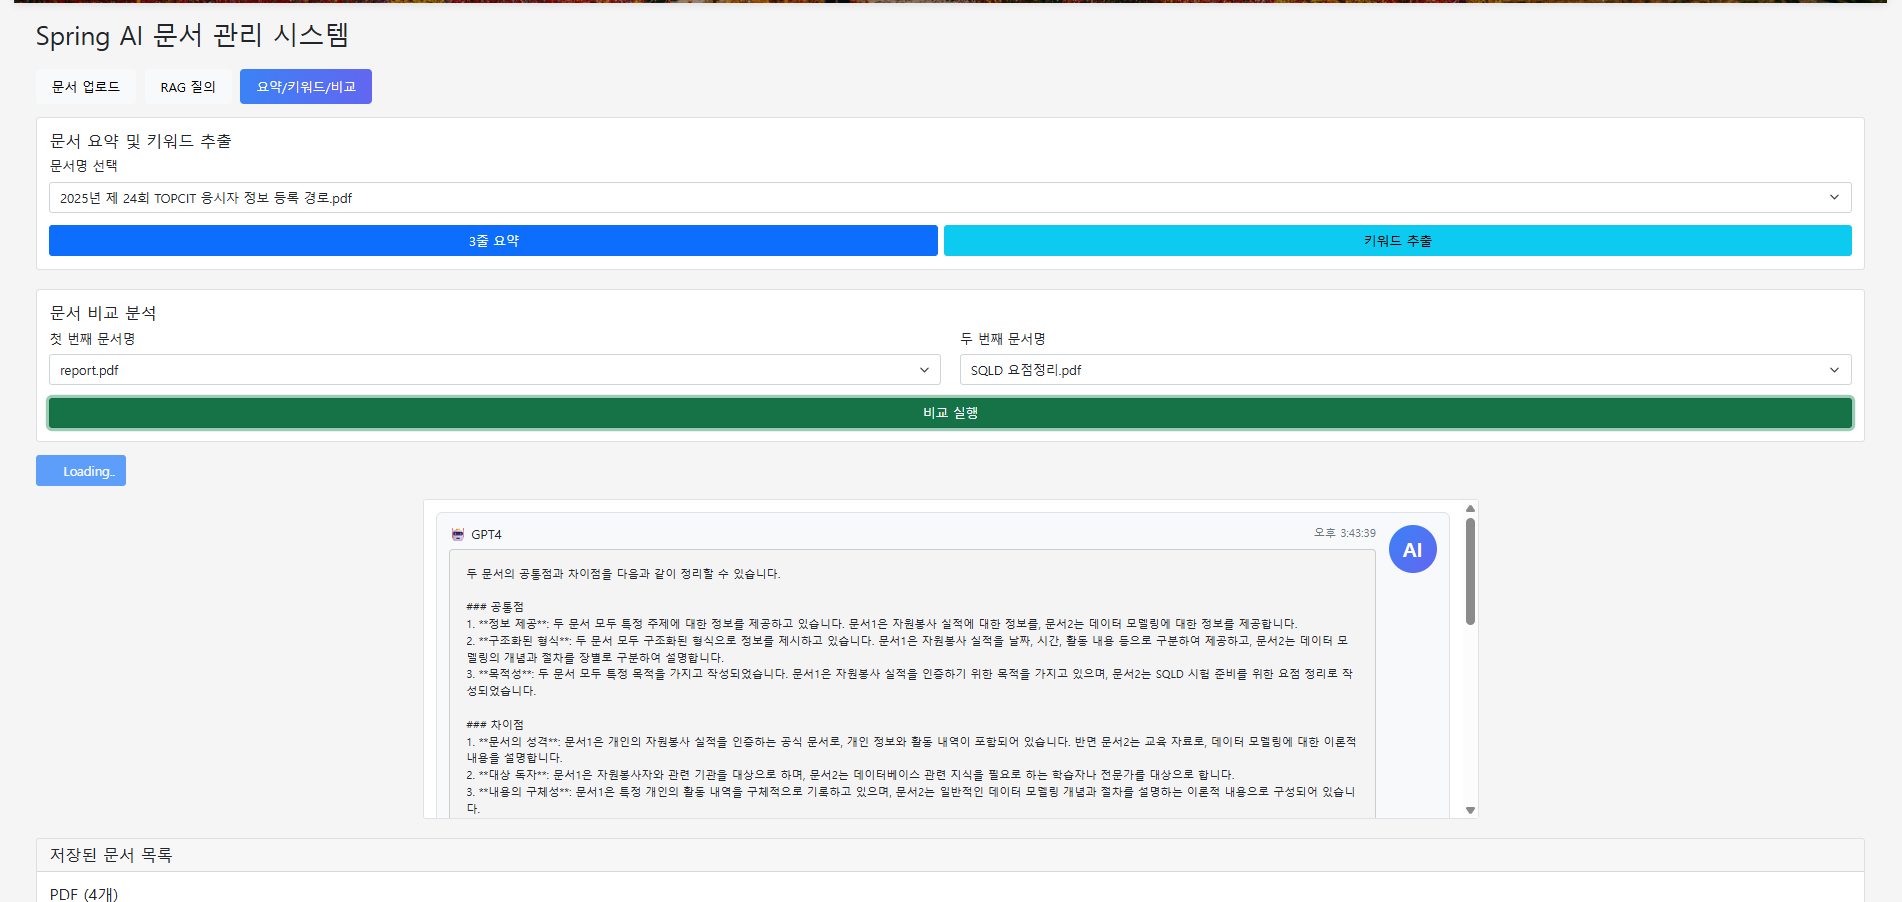 Spring AI 문서 관리 시스템
문서 업로드
RAG 질의
요약/키워드/비교
문서 요약 및 키워드 추출
문서명 선택
2025년 제 24회 TOPCIT 응시자 정보 등록 경로.pdf
3줄 요약
키워드 추출
문서 비교 분석
첫 번째 문서명
두 번째 문서명
report.pdf
SQLD 요점정리.pdf
비교 실행
Loading..
GPT4
오후 3:43:39
AI
두 문서의 공통점과 차이점을 다음과 같이 정리할 수 있습니다.
### 공통점
1. **정보 제공**: 두 문서 모두 특정 주제에 대한 정보를 제공하고 있습니다. 문서1은 자원봉사 실적에 대한 정보를, 문서2는 데이터 모델링에 대한 정보를 제공합니다.
2. **구조화된 형식**: 두 문서 모두 구조화된 형식으로 정보를 제시하고 있습니다. 문서1은 자원봉사 실적을 날짜, 시간, 활동 내용 등으로 구분하여 제공하고, 문서2는 데이터 모
델링의 개념과 절차를 장별로 구분하여 설명합니다.
3. **목적성**: 두 문서 모두 특정 목적을 가지고 작성되었습니다. 문서1은 자원봉사 실적을 인증하기 위한 목적을 가지고 있으며, 문서2는 SQLD 시험 준비를 위한 요점 정리로 작
성되었습니다.
### 차이점
1. **문서의 성격**: 문서1은 개인의 자원봉사 실적을 인증하는 공식 문서로, 개인 정보와 활동 내역이 포함되어 있습니다. 반면 문서2는 교육 자료로, 데이터 모델링에 대한 이론적
내용을 설명합니다.
2. **대상 독자**: 문서1은 자원봉사자와 관련 기관을 대상으로 하며, 문서2는 데이터베이스 관련 지식을 필요로 하는 학습자나 전문가를 대상으로 합니다.
3. **내용의 구체성**: 문서1은 특정 개인의 활동 내역을 구체적으로 기록하고 있으며, 문서2는 일반적인 데이터 모델링 개념과 절차를 설명하는 이론적 내용으로 구성되어 있습니
다.
저장된 문서 목록
PDF (4개)